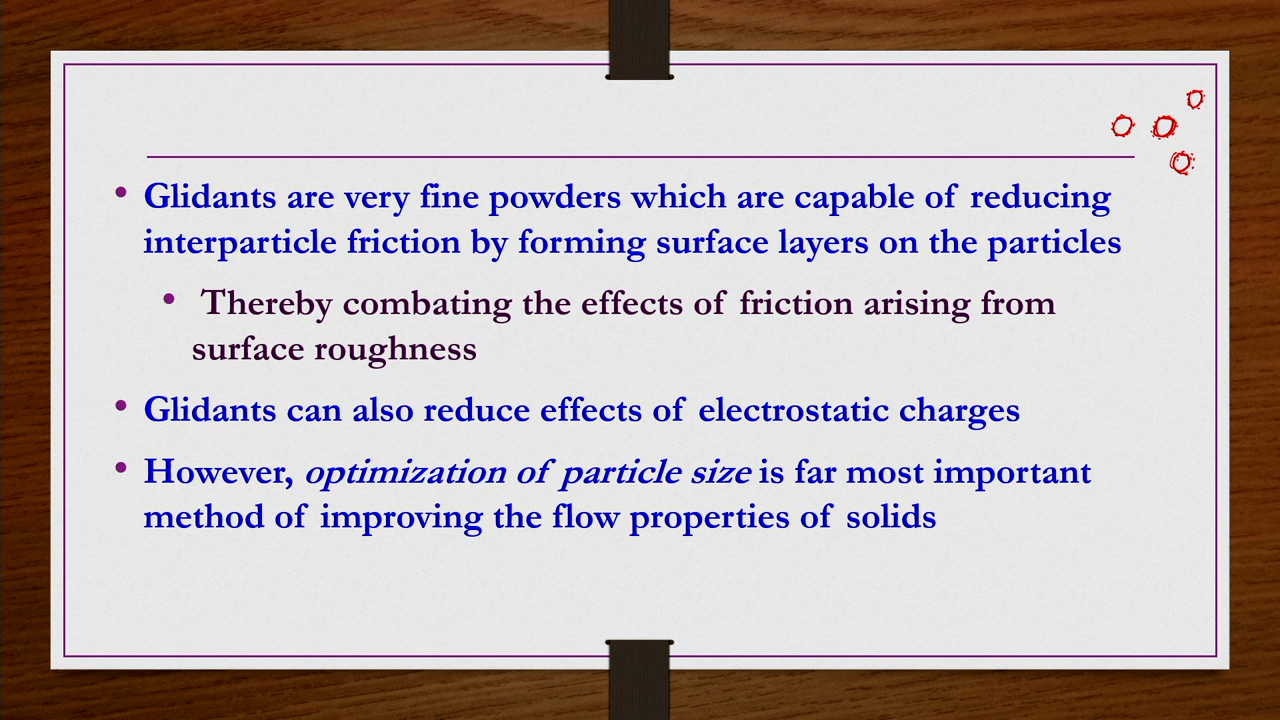 • Glidants are very fine powders which are capable of reducing
interparticle friction by forming surface layers on the particles
• Thereby combating the effects of friction arising from
surface roughness
• Glidants can also reduce effects of electrostatic charges
• However, optimization of particle size is far most important
method of improving the flow properties of solids